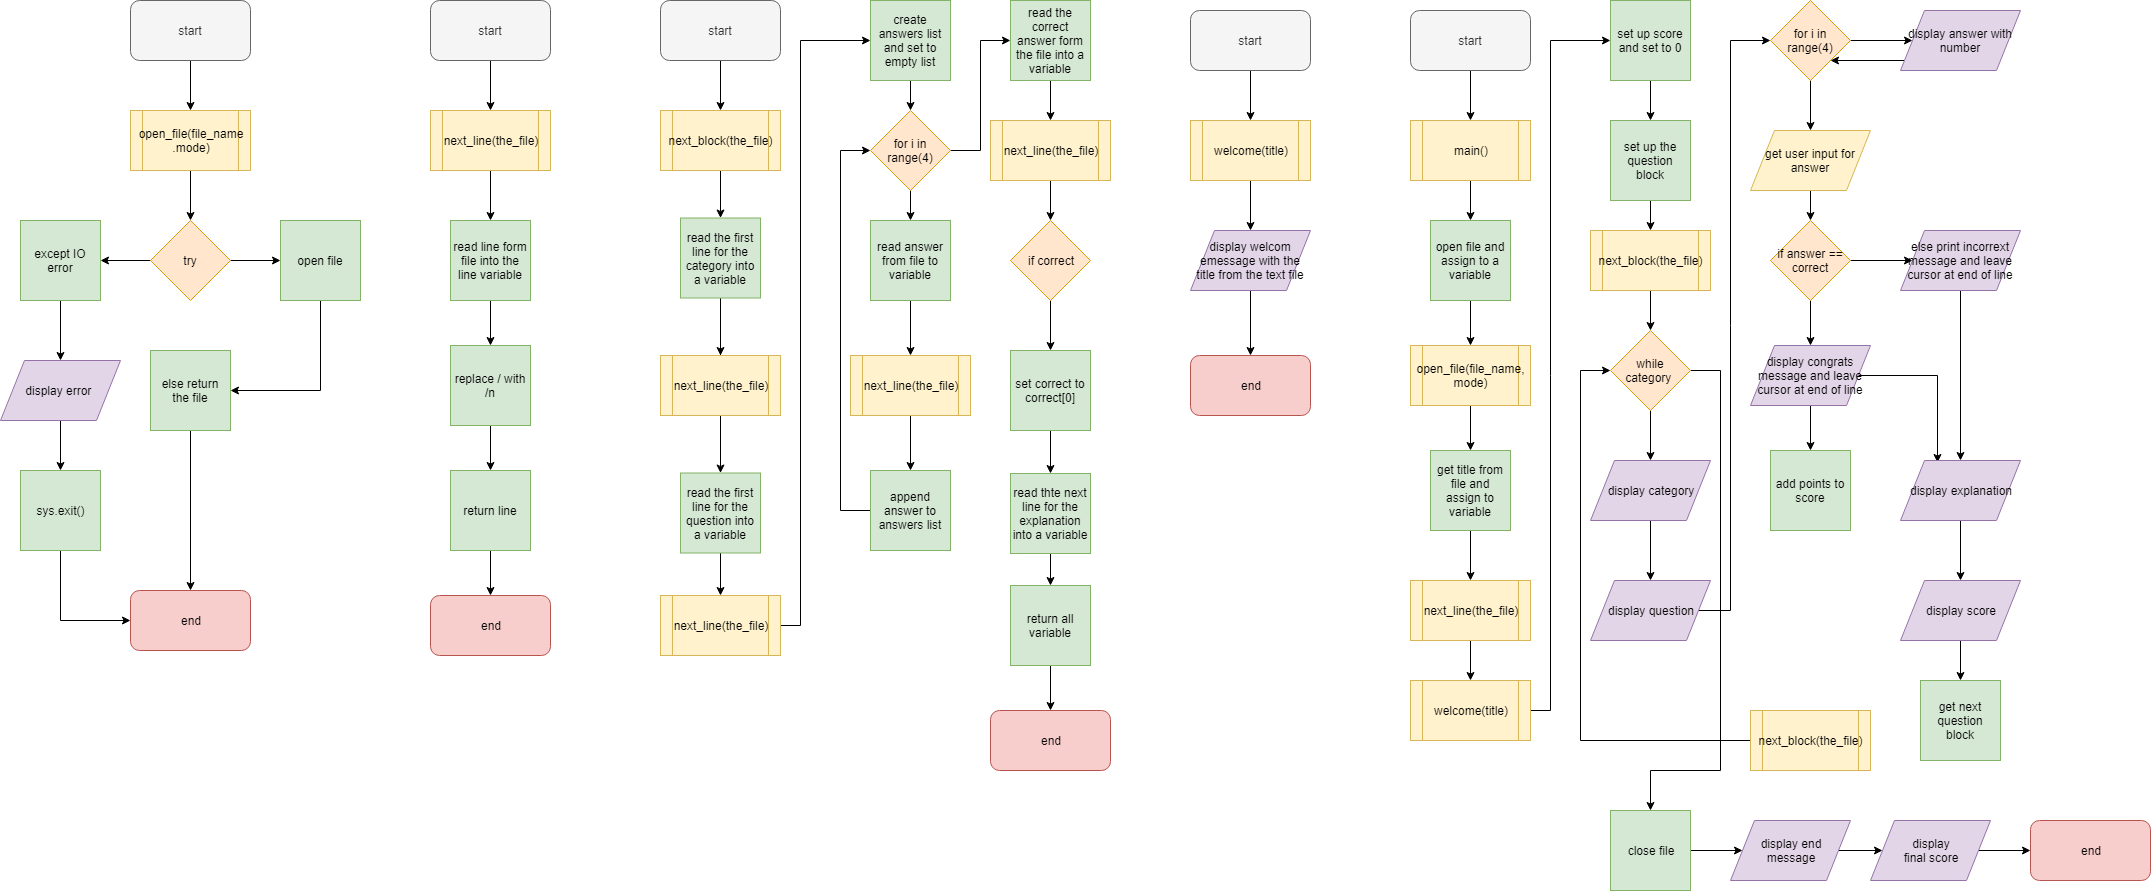 start
open_file(file_name
.mode)
try
except IO
error
open file
display error
else return
the file
sys.exit()
end
start
next_line(the_file)
read line form
file into the
line variable
replace / with
/n
return line
end
start
next_block(the_file)
read the first
line for the
category into
a variable
next_line(the_file)
read the first
line for the
question into
a variable
next_line(the_file)
create
answers list
and set to
empty list
for i in
range(4)
read answer
from file to
variable
next_line(the_file)
append
answer to
answers list
read the
correct
answer form
the file into a
variable
next_line(the_file)
if correct
set correct to
correct[0]
read thte next
line for the
explanation
into a variable
return all
variable
end
start
welcome(title)
display welcom
emessage with the
title from the text file
end
start
main()
open file and
assign to a
variable
open_file(file_name,
mode)
get title from
file and
assign to
variable
next_line(the_file)
welcome(title)
set up score
and set to 0
set up the
question
block
next_block(the_file)
while
category
display category
display question
for i in
range(4)
display answer with
number
get user input for
answer
if answer ==
correct
else print incorrext
message and leave
cursor at end of line
display congrats
message and leave
cursor at end of line
add points to
score
display explanation
display score
get next
question
block
next_block(the_file)
close file
display end
message
display
final score
end